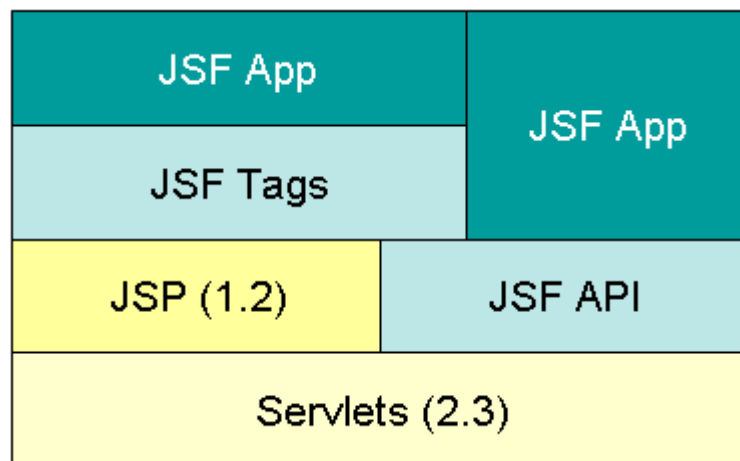 JSF App
JSF App
JSF Tags
JSP (1.2)
JSF API
Servlets (2.3)